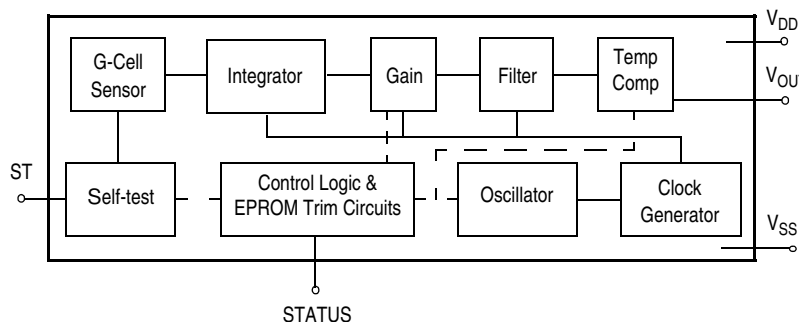 G-Cell
Sensor
Integrator
Gain
Filter
Temp
Comp
VDD
VOU
ST
Self-test
Control Logic &
EPROM Trim Circuits
Oscillator
Clock
Generator
VSS
STATUS